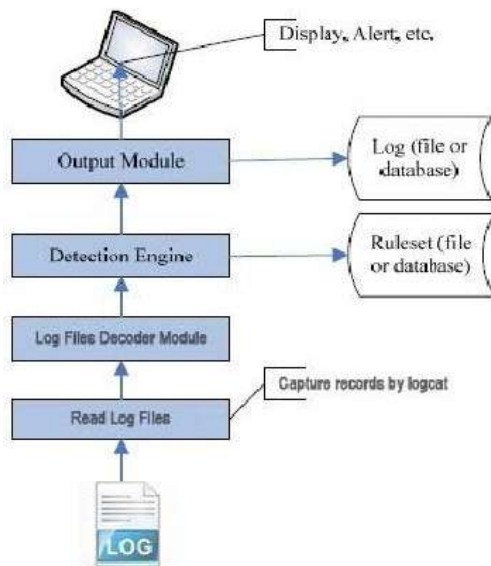 Display, Alert, etc.
Output Module
Log (file or
database)
Detection Engine
Ruleset (file
or database)
Log Files Decoder Module
Capture records by logcat
Read Log Files
LOG